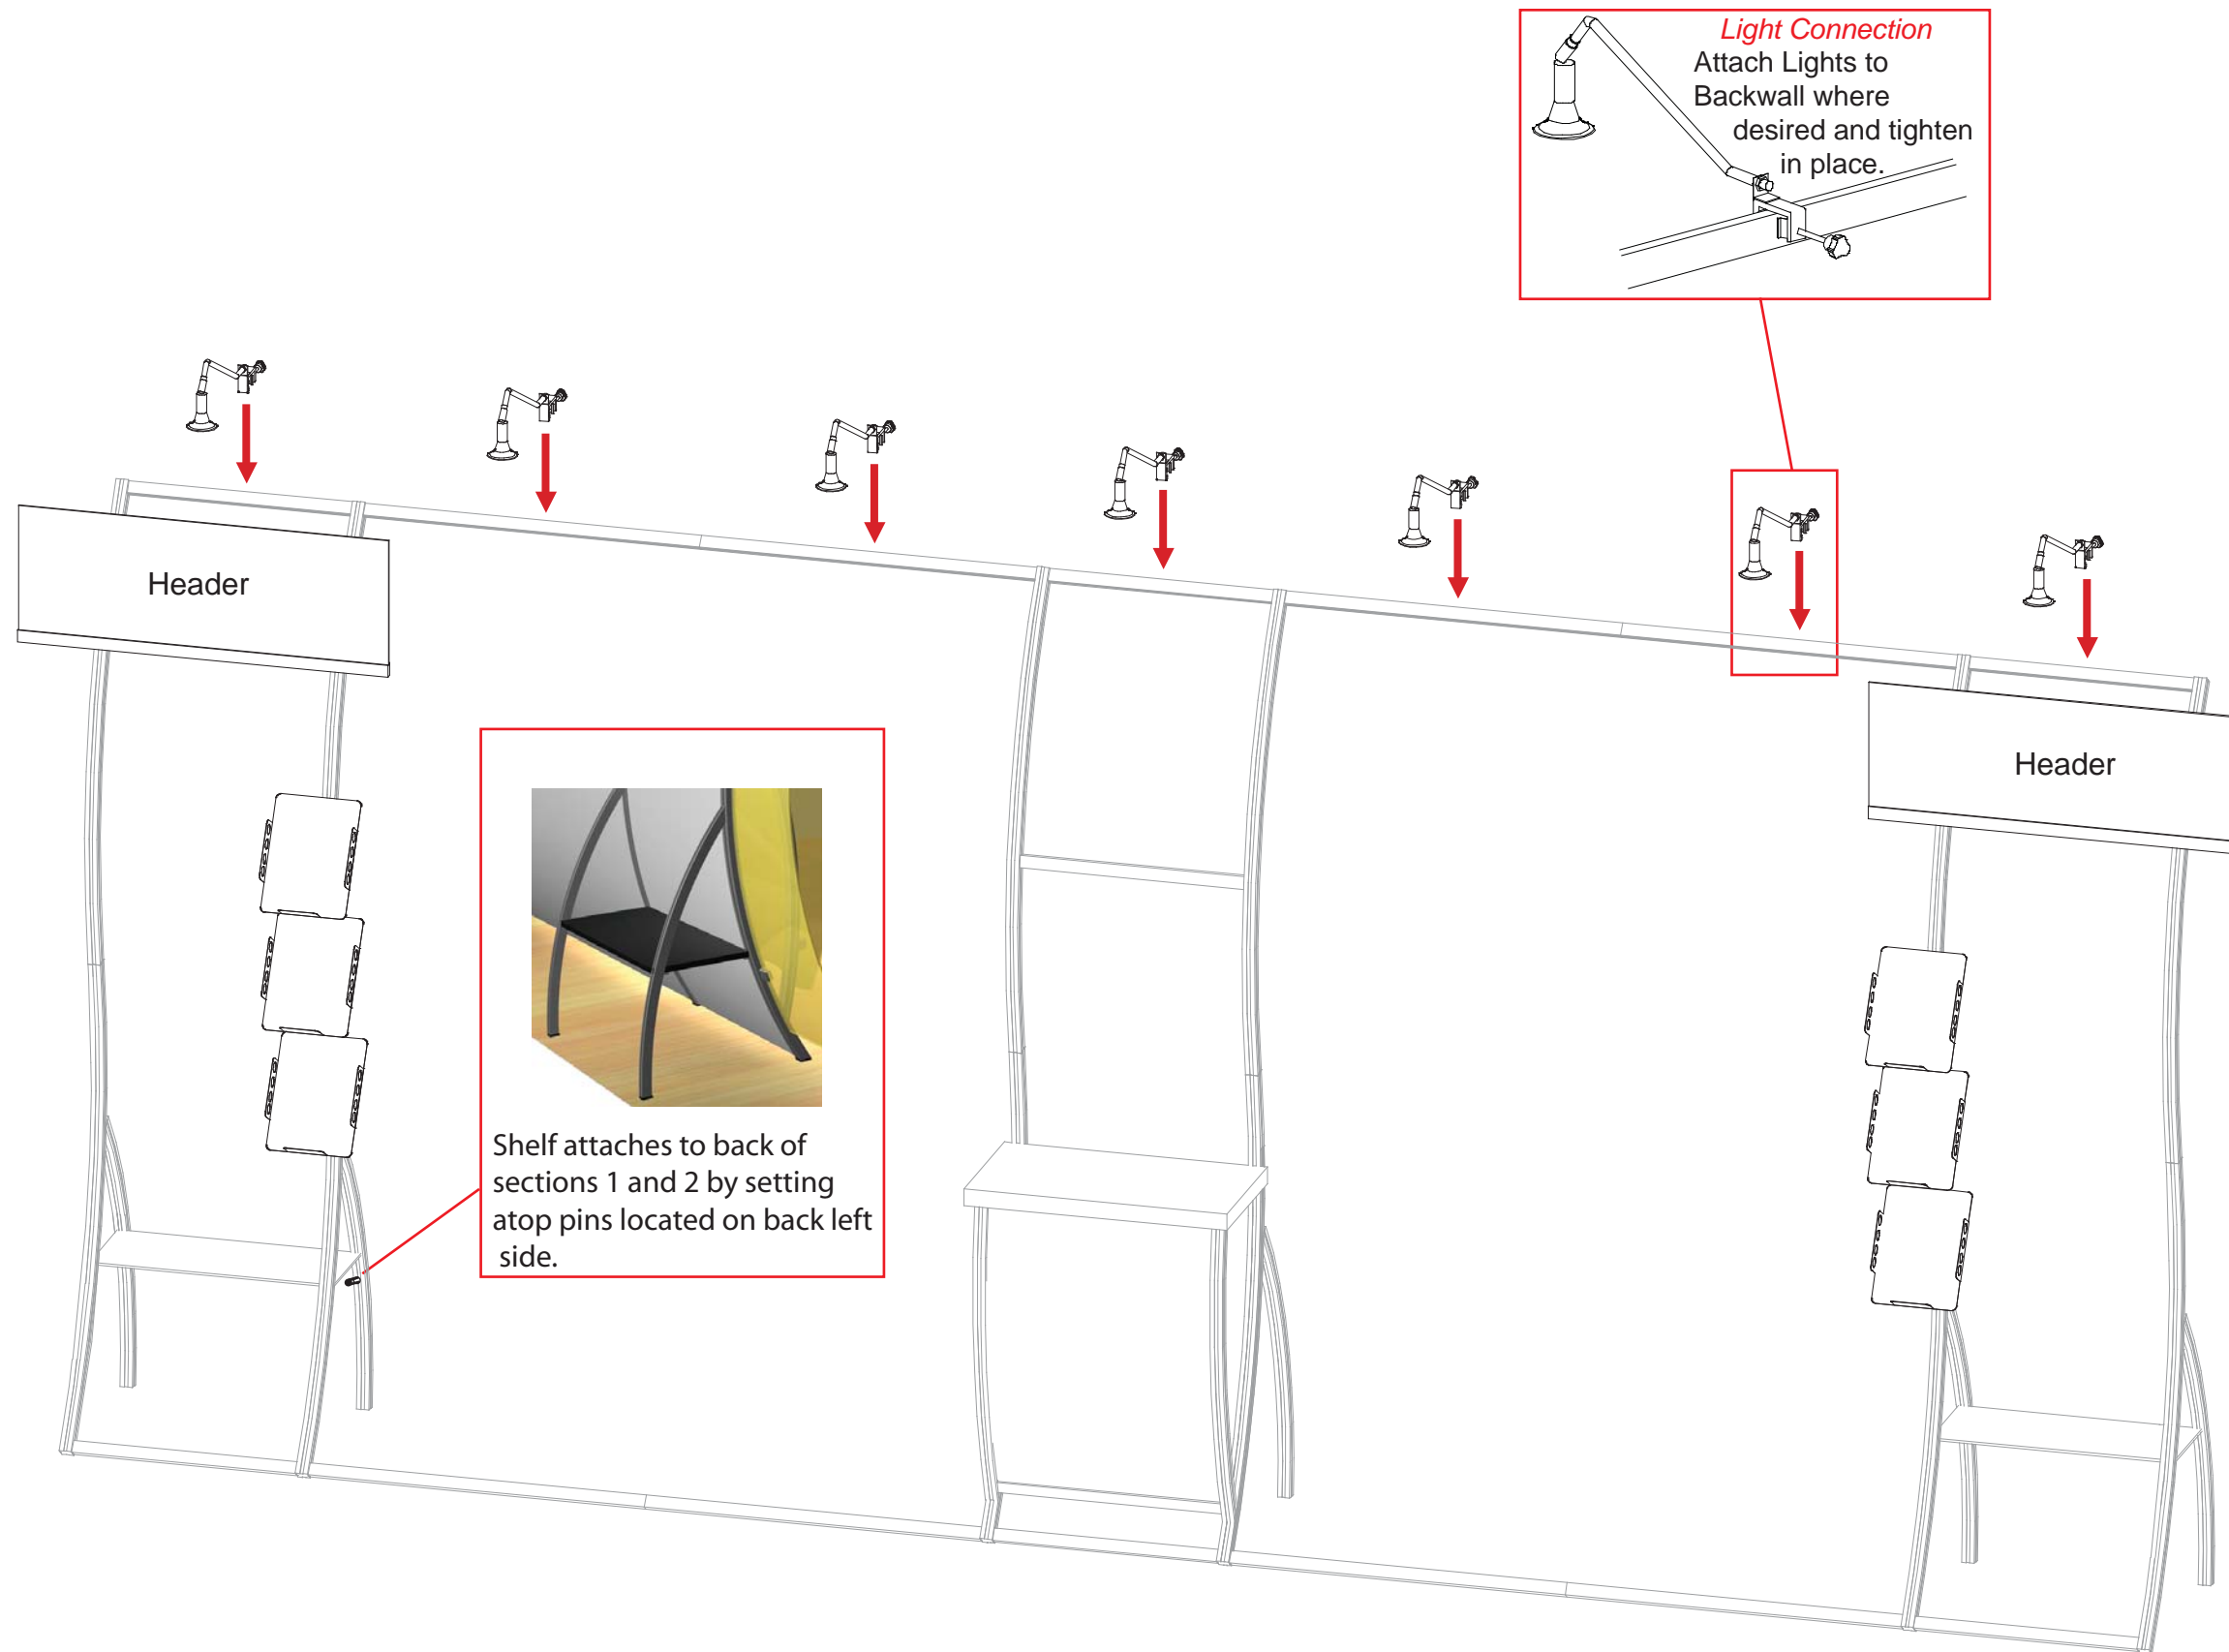 Light Connection
Attach Lights to
Backwall where
desired and tighten
in place.
Header
Header
Shelf attaches to back of
sections 1 and 2 by setting
atop pins located on back left
side.